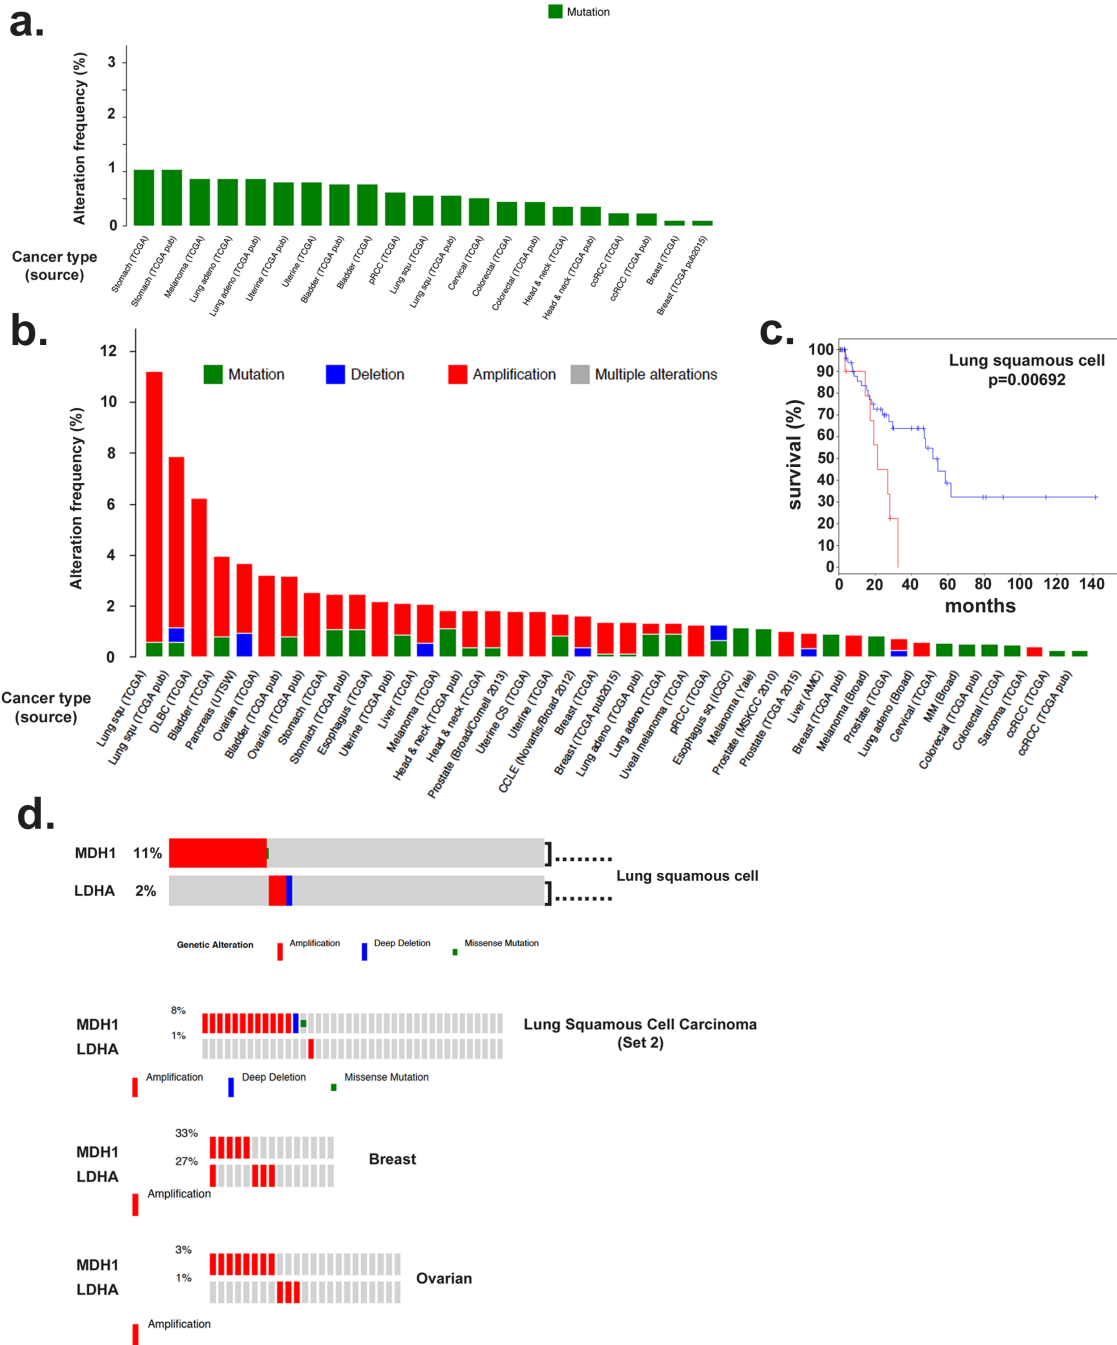 a.
Mutation
Alteration frequency (%)
3
2
1
0
Cancer type
(source)
Stomach (TCGA)
Stomach (TCGA pub)
Melanoma (TCGA)
Lung adeno (TCGA)
Lung adeno (TCGA pub)
Uterine (TCGA pub)
Uterine (TCGA)
Bladder (TCGA pub)
Bladder (TCGA)
pRCC (TCGA)
Lung squ (TCGA)
Lung squ (TCGA pub)
Cervical (TCGA)
Colorectal (TCGA)
Colorectal (TCGA pub)
Head & neck (TCGA)
Head & neck (TCGA pub)
ccRCC (TCGA)
ccRCC (TCGA pub)
Breast (TCGA)
Breast (TCGA pub2015)
b.
Mutation
Deletion
Amplification
Multiple alterations
Alteration frequency (%)
12
10
8
6
4
2
0
Cancer type
(source)
Lung squ (TCGA)
Lung squ (TCGA pub)
DLBC (TCGA)
Bladder (TCGA)
Pancreas (UTSW)
Ovarian (TCGA)
Bladder (TCGA pub)
Ovarian (TCGA pub)
Stomach (TCGA)
Stomach (TCGA pub)
Esophagus (TCGA)
Uterine (TCGA pub)
Liver (TCGA)
Melanoma (TCGA)
Head & neck (TCGA pub)
Head & neck (TCGA)
Prostate (Broad/Cornell 2013)
Uterine CS (TCGA)
Uterine (TCGA)
CCLE (Novartis/Broad 2012)
Breast (TCGA)
Breast (TCGA pub2015)
Lung adeno (TCGA pub)
Lung adeno (TCGA)
Uveal melanoma (TCGA)
pRCC (TCGA)
Esophagus sq (ICGC)
Melanoma (Yale)
Prostate (MSKCC 2010)
Prostate (TCGA 2015)
Liver (AMC)
Breast (TCGA pub)
Melanoma (Broad)
Prostate (TCGA)
Lung adeno (Broad)
Cervical (TCGA)
MM (Broad)
Colorectal (TCGA pub)
Colorectal (TCGA)
Sarcoma (TCGA)
ccRCC (TCGA)
ccRCC (TCGA pub)
c.
Lung squamous cell
p=0.00692
survival (%)
100
90
80
70
60
50
40
30
20
10
0
0 20 40 60 80 100 120 140
months
d.
MDH1 11%
LDHA 2%
Lung squamous cell
Genetic Alteration Amplification Deep Deletion Missense Mutation
8%
MDH1
1%
LDHA
Lung Squamous Cell Carcinoma
(Set 2)
Amplification Deep Deletion Missense Mutation
33%
MDH1
27%
LDHA
Breast
Amplification
3%
MDH1
1%
LDHA
Ovarian
Amplification